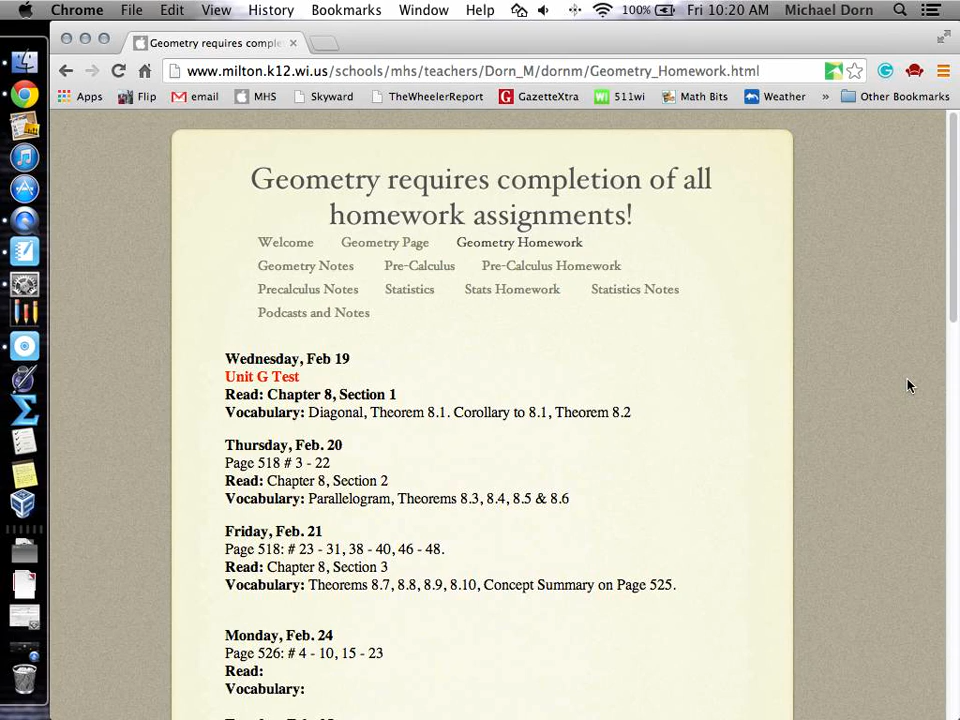 Chrome File Edit View History Bookmarks Window Help 100% Fri 10:20 AM Michael Dorn
Geometry requires comple
www.milton.k12.wi.us/schools/mhs/teachers/Dorn_M/dornm/Geometry_Homework.html
Apps Flip email MHS Skyward TheWheelerReport G GazetteXtra wi 511wi Math Bits Weather » Other Bookmarks
Geometry requires completion of all
homework assignments!
Welcome Geometry Page Geometry Homework
Geometry Notes Pre-Calculus Pre-Calculus Homework
Precalculus Notes Statistics Stats Homework Statistics Notes
Podcasts and Notes
Wednesday, Feb 19
Unit G Test
Read: Chapter 8, Section 1
Vocabulary: Diagonal, Theorem 8.1. Corollary to 8.1, Theorem 8.2
Thursday, Feb. 20
Page 518 # 3 - 22
Read: Chapter 8, Section 2
Vocabulary: Parallelogram, Theorems 8.3, 8.4, 8.5 & 8.6
Friday, Feb. 21
Page 518: # 23 - 31, 38 - 40, 46 - 48.
Read: Chapter 8, Section 3
Vocabulary: Theorems 8.7, 8.8, 8.9, 8.10, Concept Summary on Page 525.
Monday, Feb. 24
Page 526: # 4 - 10, 15 - 23
Read:
Vocabulary: